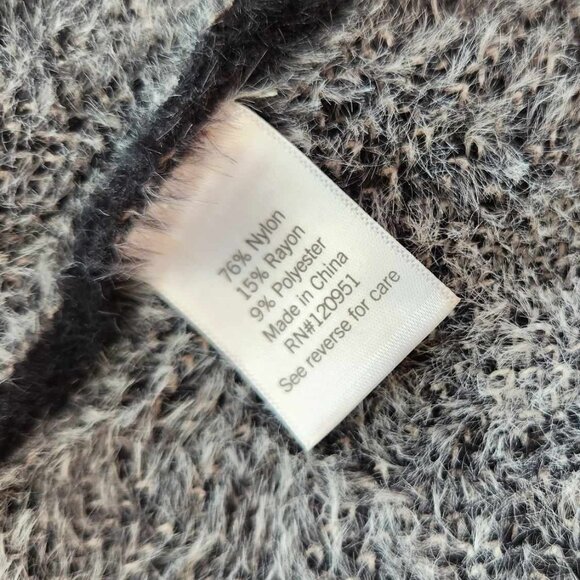 76% Nylon
15% Rayon
9% Polyester
Made in China
RN#120951
See reverse for care